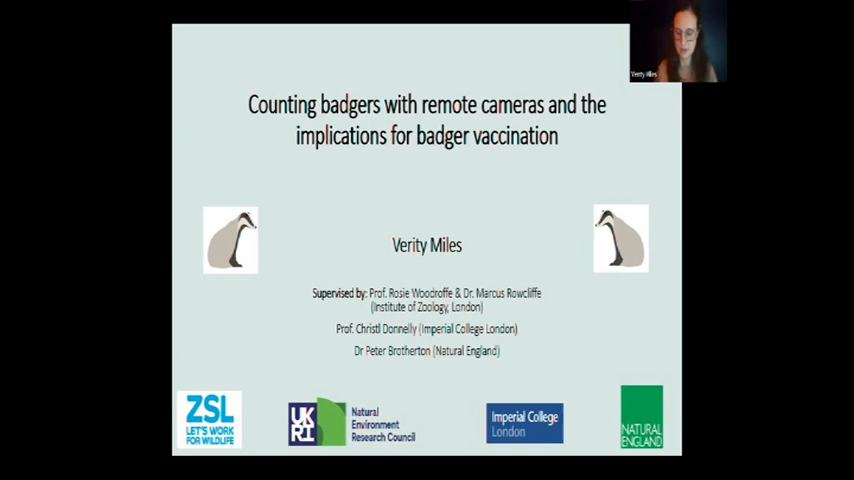 Verity Miles
Counting badgers with remote cameras and the
implications for badger vaccination
Verity Miles
Supervised by: Prof. Rosie Woodroffe & Dr. Marcus Rowcliffe
(Institute of Zoology, London)
Prof. Christl Donnelly (Imperial College London)
Dr Peter Brotherton (Natural England)
ZSL
LET'S WORK
FOR WILDLIFE
UK
RI
Natural
Environment
Research Council
Imperial College
London
NATURAL
ENGLAND